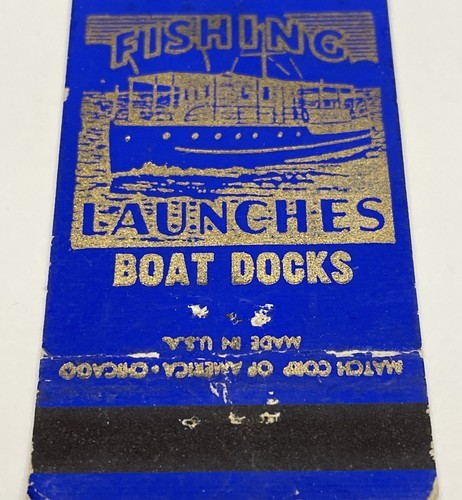 FISHING
LAUNCHES
BOAT DOCKS
MADE IN U.S.A.
MATCH CORP OF AMERICA • CHICAGO